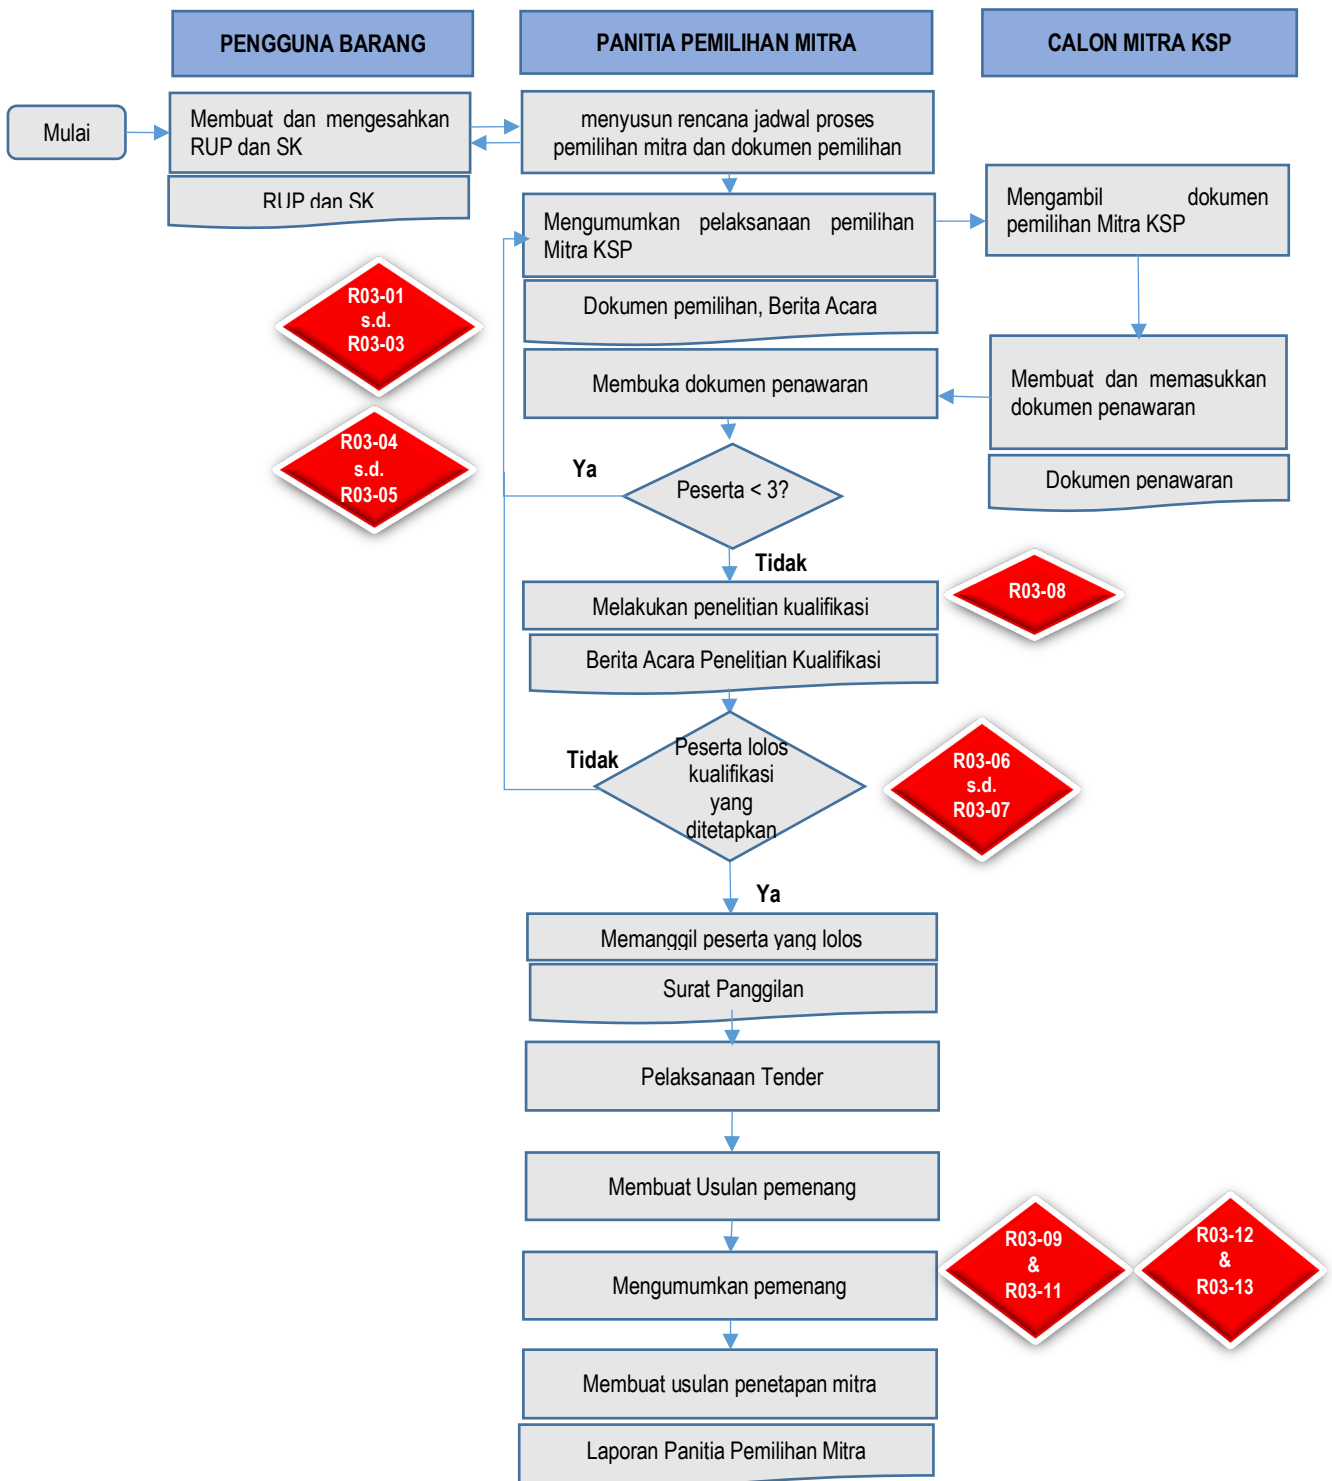 PENGGUNA BARANG
PANITIA PEMILIHAN MITRA
CALON MITRA KSP
Mulai
Membuat dan mengesahkan
RUP dan SK
menyusun rencana jadwal proses
pemilihan mitra dan dokumen pemilihan
RUP dan SK
Mengumumkan pelaksanaan pemilihan
Mitra KSP
Mengambil dokumen
pemilihan Mitra KSP
R03-01
s.d.
R03-03
Dokumen pemilihan, Berita Acara
Membuka dokumen penawaran
Membuat dan memasukkan
dokumen penawaran
R03-04
s.d.
R03-05
Ya
Peserta < 3?
Dokumen penawaran
Tidak
Melakukan penelitian kualifikasi
R03-08
Berita Acara Penelitian Kualifikasi
Tidak
Peserta lolos
kualifikasi
yang
ditetapkan
R03-06
s.d.
R03-07
Ya
Memanggil peserta yang lolos
Surat Panggilan
Pelaksanaan Tender
Membuat Usulan pemenang
Mengumumkan pemenang
R03-09
&
R03-11
R03-12
&
R03-13
Membuat usulan penetapan mitra
Laporan Panitia Pemilihan Mitra